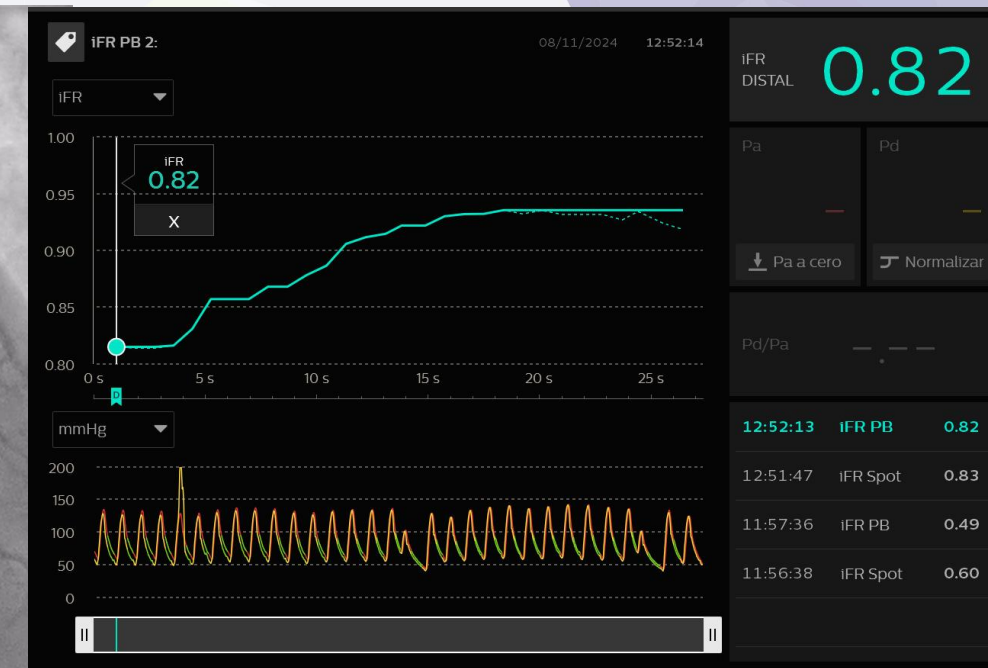 iFR PB 2:
08/11/2024 12:52:14
iFR
1.00
0.95
0.90
0.85
0.80
iFR
0.82
X
0 s 5 s 10 s 15 s 20 s 25 s
D
mmHg
200
150
100
50
0
iFR
DISTAL
0.82
Pa
Pd
Pa a cero
Normalizar
Pd/Pa
12:52:13 iFR PB 0.82
12:51:47 iFR Spot 0.83
11:57:36 iFR PB 0.49
11:56:38 iFR Spot 0.60